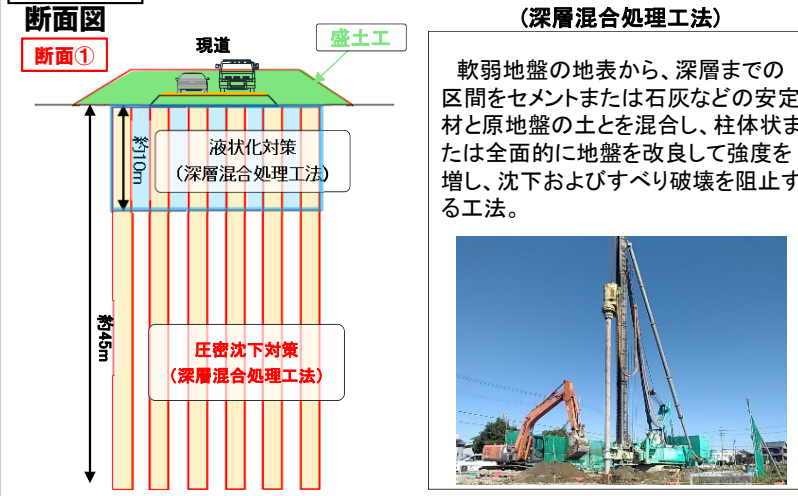 断面図
断面①
現道
盛土工
約10m
液状化対策
（深層混合処理工法）
約45m
圧密沈下対策
（深層混合処理工法）
（深層混合処理工法）
軟弱地盤の地表から、深層までの
区間をセメントまたは石灰などの安定
材と原地盤の土とを混合し、柱体状ま
たは全面的に地盤を改良して強度を
増し、沈下およびすべり破壊を阻止す
る工法。